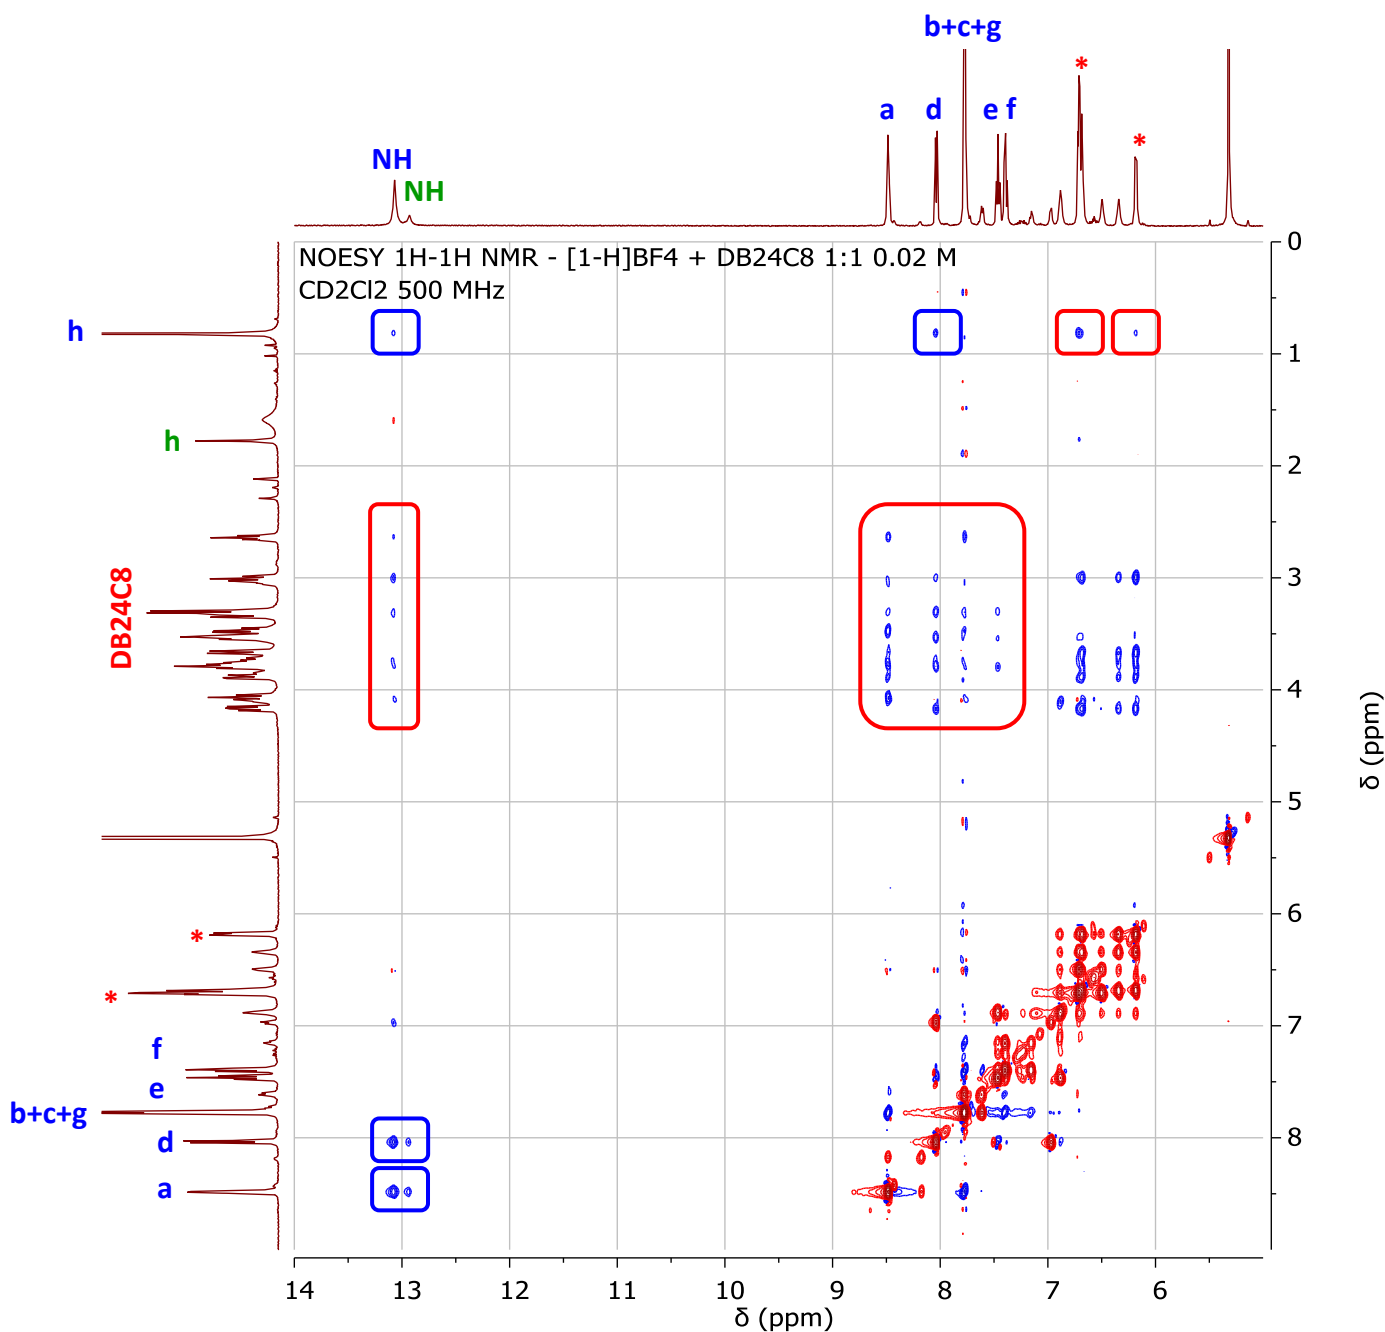 b+c+g
*
a
d
e f
*
NH
NH
NOESY 1H-1H NMR - [1-H]BF4 + DB24C8 1:1 0.02 M
CD2Cl2 500 MHz
0
h
1
h
2
DB24C8
3
4
δ (ppm)
5
*
6
*
f
7
e
b+c+g
d
8
a
14 13 12 11 10 9 8 7 6
δ (ppm)